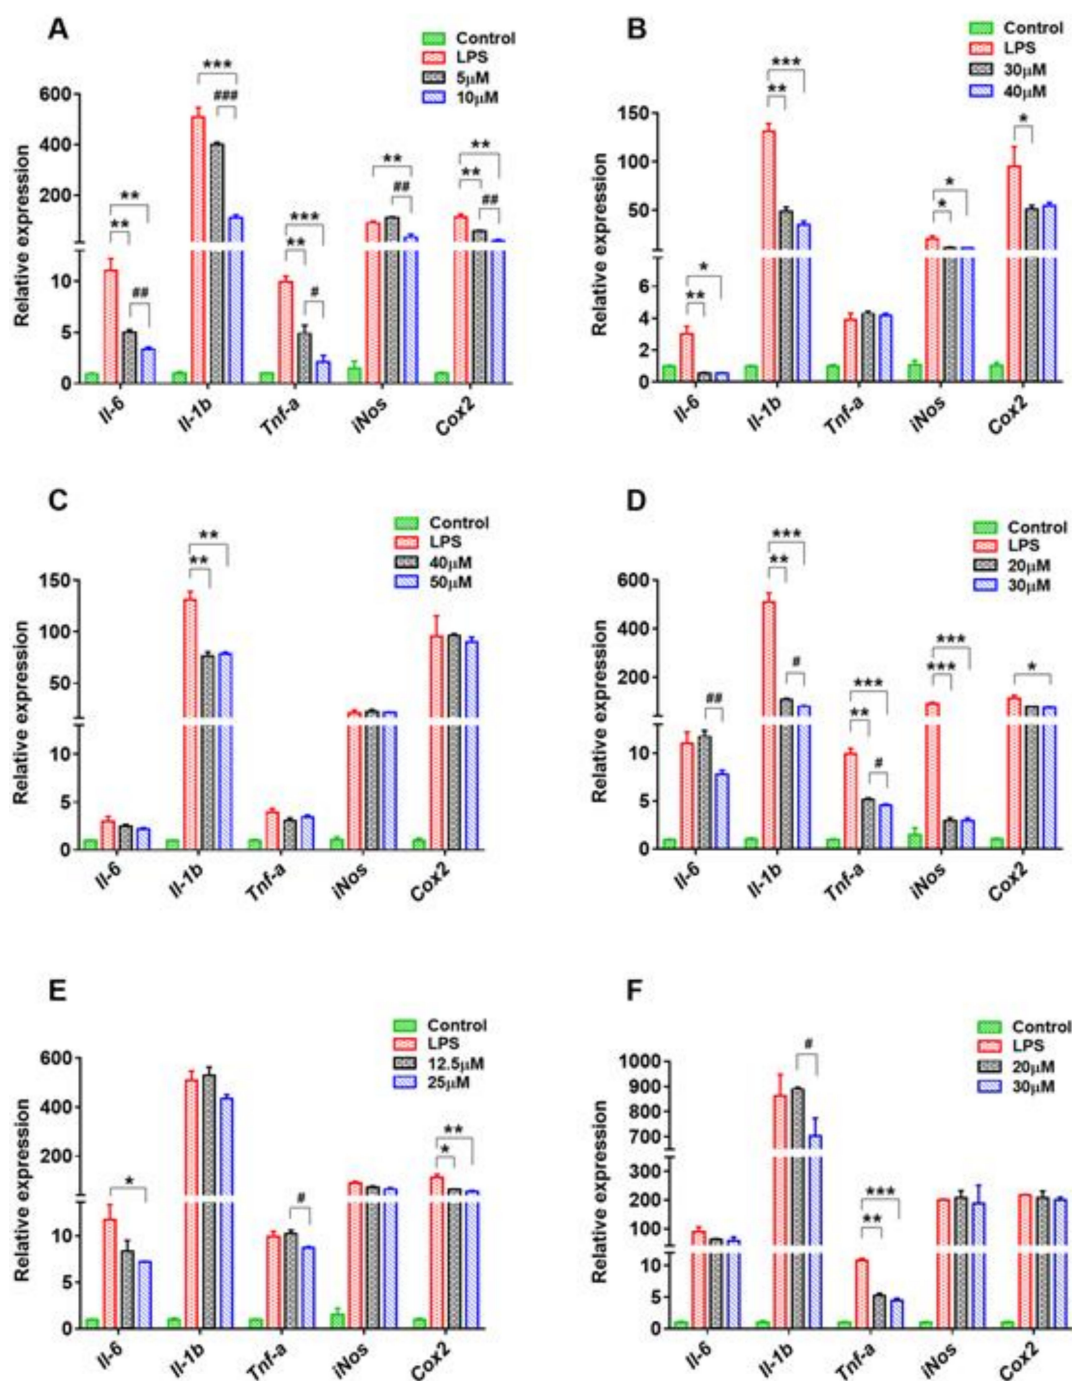 A
Control
LPS
5μM
10μM
Relative expression
600
400
200
10
5
0
***
###
**
**
##
***
**
#
**
##
**
**
##
Il-6
Il-1b
Tnf-a
iNos
Cox2
B
Control
LPS
30μM
40μM
Relative expression
150
100
50
6
4
2
0
***
**
*
**
*
*
*
Il-6
Il-1b
Tnf-a
iNos
Cox2
C
Control
LPS
40μM
50μM
Relative expression
150
100
50
10
5
0
**
**
Il-6
Il-1b
Tnf-a
iNos
Cox2
D
Control
LPS
20μM
30μM
Relative expression
600
400
200
10
5
0
##
***
**
#
***
**
#
***
***
*
Il-6
Il-1b
Tnf-a
iNos
Cox2
E
Control
LPS
12.5μM
25μM
Relative expression
600
400
200
10
5
0
*
#
**
*
Il-6
Il-1b
Tnf-a
iNos
Cox2
F
Control
LPS
20μM
30μM
Relative expression
1000
900
800
700
300
200
100
10
5
0
#
***
**
Il-6
Il-1b
Tnf-a
iNos
Cox2